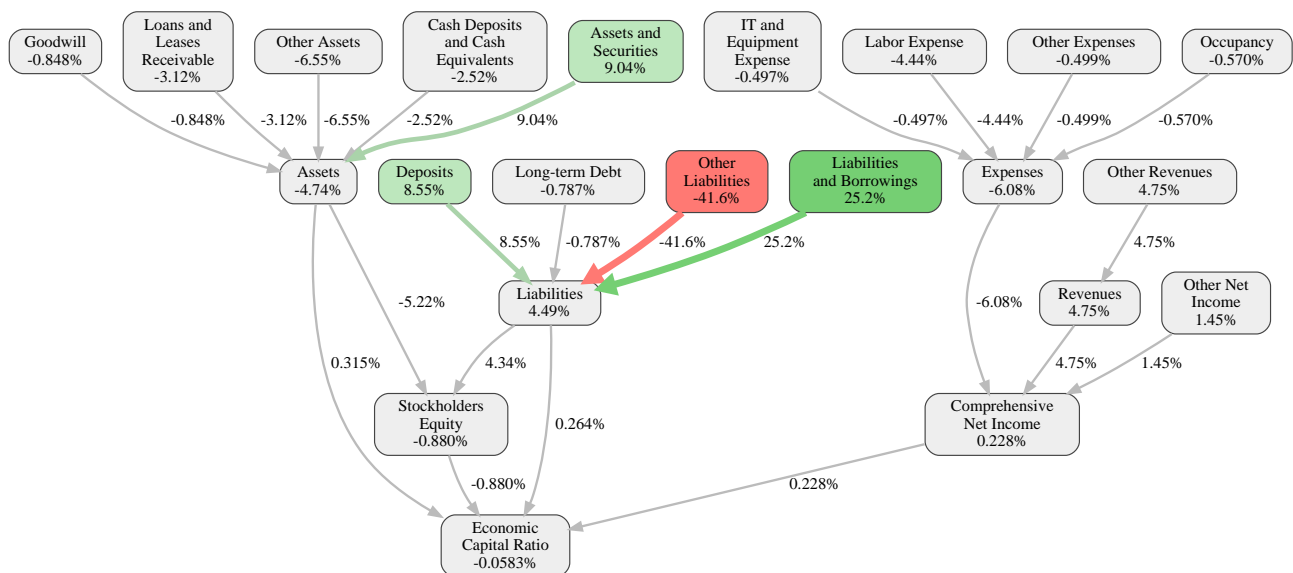 Goodwill
-0.848%
Loans and
Leases
Receivable
-3.12%
Other Assets
-6.55%
Cash Deposits
and Cash
Equivalents
-2.52%
Assets and
Securities
9.04%
IT and
Equipment
Expense
-0.497%
Labor Expense
-4.44%
Other Expenses
-0.499%
Occupancy
-0.570%
-0.848%
-3.12%
-6.55%
-2.52%
9.04%
-0.497%
-4.44%
-0.499%
-0.570%
Assets
-4.74%
Deposits
8.55%
Long-term Debt
-0.787%
Other
Liabilities
-41.6%
Liabilities
and Borrowings
25.2%
Expenses
-6.08%
Other Revenues
4.75%
8.55%
-0.787%
-41.6%
25.2%
4.75%
-5.22%
Liabilities
4.49%
-6.08%
Revenues
4.75%
Other Net
Income
1.45%
0.315%
4.34%
4.75%
1.45%
Stockholders
Equity
-0.880%
0.264%
Comprehensive
Net Income
0.228%
-0.880%
0.228%
Economic
Capital Ratio
-0.0583%